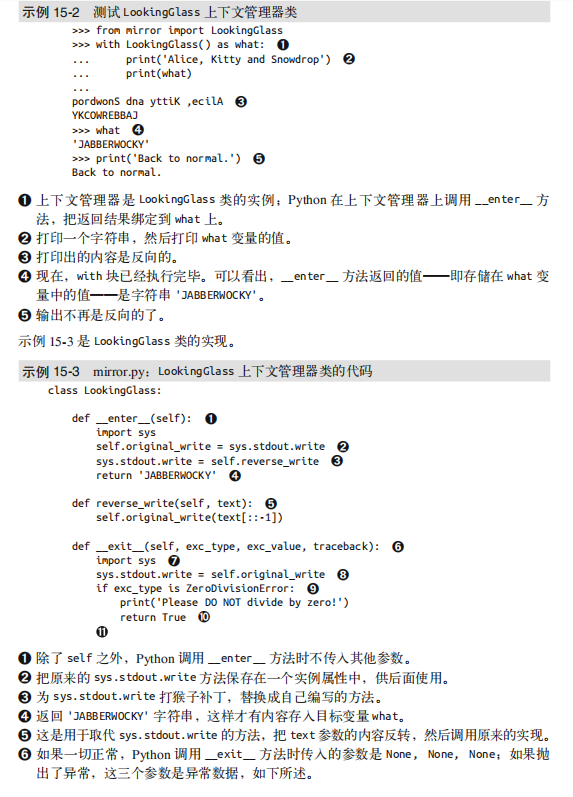 示例 15-2 测试 LookingGlass 上下文管理器类
>>> from mirror import LookingGlass
>>> with LookingGlass() as what: ❶
...     print('Alice, Kitty and Snowdrop') ❷
...     print(what)
...
pordwonS dna yttiK ,ecilA ❸
YKCOWREBBAJ
>>> what ❹
'JABBERWOCKY'
>>> print('Back to normal.') ❺
Back to normal.
❶ 上下文管理器是 LookingGlass 类的实例；Python 在上下文管理器上调用 __enter__ 方
法，把返回结果绑定到 what 上。
❷ 打印一个字符串，然后打印 what 变量的值。
❸ 打印出的内容是反向的。
❹ 现在，with 块已经执行完毕。可以看出，__enter__ 方法返回的值——即存储在 what 变
量中的值——是字符串 'JABBERWOCKY'。
❺ 输出不再是反向的了。
示例 15-3 是 LookingGlass 类的实现。
示例 15-3 mirror.py：LookingGlass 上下文管理器类的代码
class LookingGlass:
    def __enter__(self): ❶
        import sys
        self.original_write = sys.stdout.write ❷
        sys.stdout.write = self.reverse_write ❸
        return 'JABBERWOCKY' ❹
    def reverse_write(self, text): ❺
        self.original_write(text[::-1])
    def __exit__(self, exc_type, exc_value, traceback): ❻
        import sys ❼
        sys.stdout.write = self.original_write ❽
        if exc_type is ZeroDivisionError: ❾
            print('Please DO NOT divide by zero!')
            return True ❿
        ⓫
❶ 除了 self 之外，Python 调用 __enter__ 方法时不传入其他参数。
❷ 把原来的 sys.stdout.write 方法保存在一个实例属性中，供后面使用。
❸ 为 sys.stdout.write 打猴子补丁，替换成自己编写的方法。
❹ 返回 'JABBERWOCKY' 字符串，这样才有内容存入目标变量 what。
❺ 这是用于取代 sys.stdout.write 的方法，把 text 参数的内容反转，然后调用原来的实现。
❻ 如果一切正常，Python 调用 __exit__ 方法时传入的参数是 None, None, None；如果抛
出了异常，这三个参数是异常数据，如下所述。